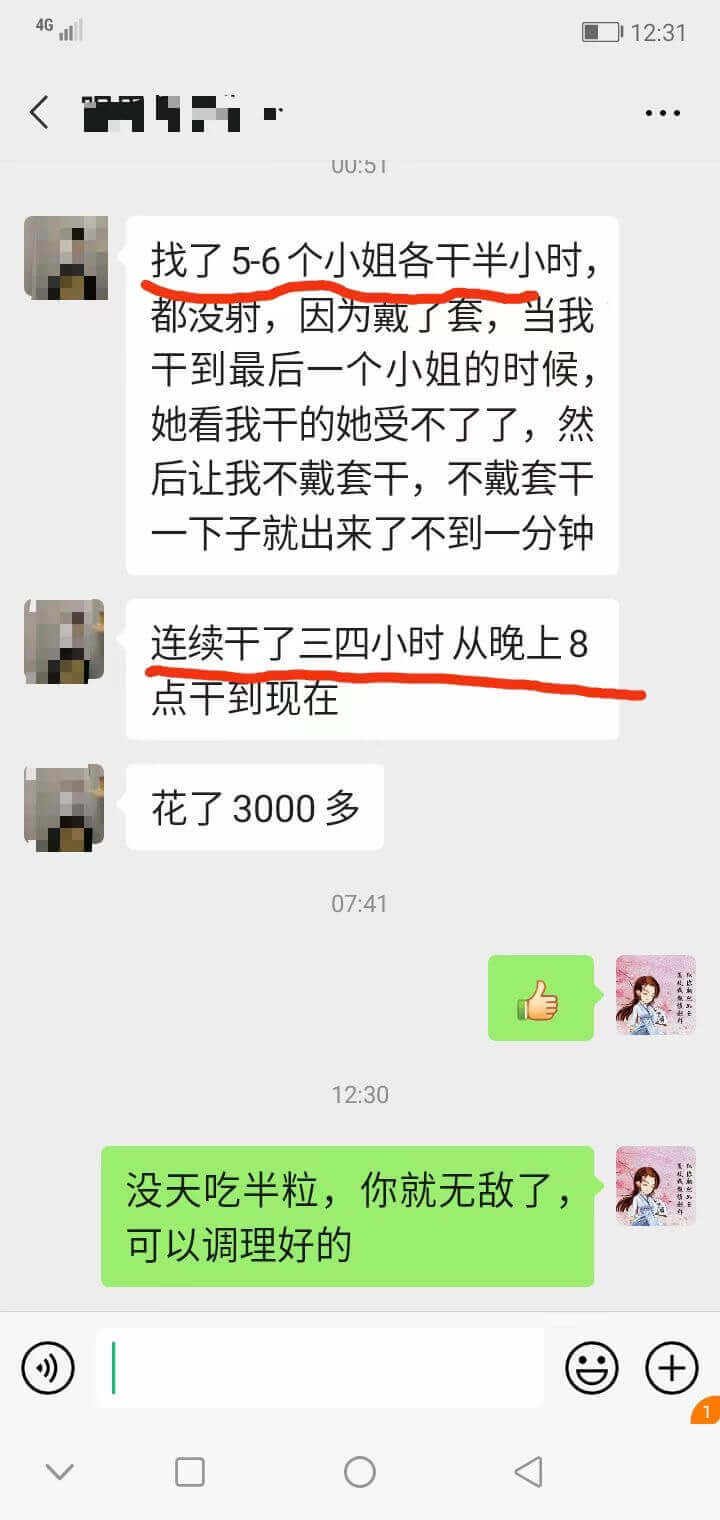 4G
12:31
00:51
找了 5-6 个小姐各干半小时，
都没射，因为戴了套，当我
干到最后一个小姐的时候，
她看我干的她受不了了，然
后让我不戴套干，不戴套干
一下子就出来了不到一分钟
连续干了三四小时 从晚上 8
点干到现在
花了 3000 多
07:41
12:30
没天吃半粒，你就无敌了，
可以调理好的
1